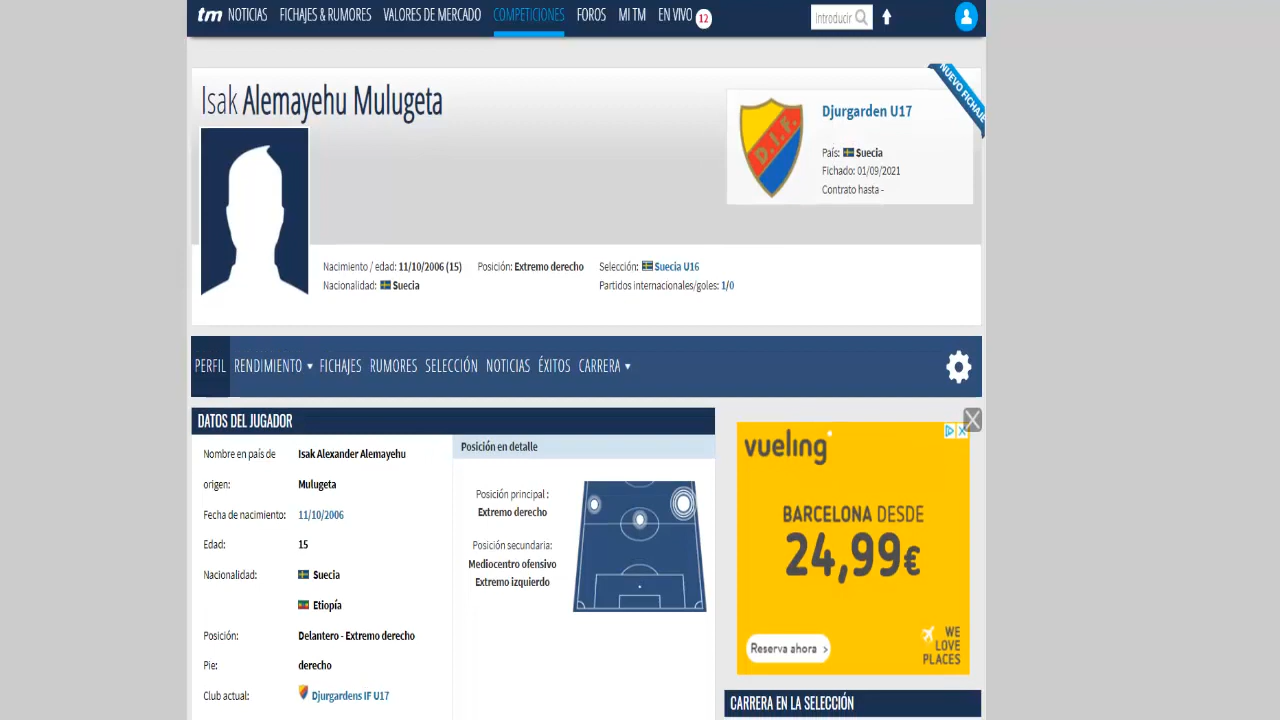 tm NOTICIAS FICHAJES & RUMORES VALORES DE MERCADO COMPETICIONES FOROS MI TM EN VIVO 12 Introducir
Isak Alemayehu Mulugeta
NUEVO FICHAJE
Djurgarden U17
D.I.F.
País: Suecia
Fichado: 01/09/2021
Contrato hasta -
Nacimiento / edad: 11/10/2006 (15) Posición: Extremo derecho Selección: Suecia U16
Nacionalidad: Suecia Partidos internacionales/goles: 1/0
PERFIL RENDIMIENTO FICHAJES RUMORES SELECCIÓN NOTICIAS ÉXITOS CARRERA
DATOS DEL JUGADOR
Nombre en país de origen: Isak Alexander Alemayehu Mulugeta
Fecha de nacimiento: 11/10/2006
Edad: 15
Nacionalidad: Suecia
Etiopía
Posición: Delantero - Extremo derecho
Pie: derecho
Club actual: Djurgardens IF U17
Posición en detalle
Posición principal :
Extremo derecho
Posición secundaria:
Mediocentro ofensivo
Extremo izquierdo
vueling
BARCELONA DESDE
24,99€
Reserva ahora >
WE
LOVE
PLACES
CARRERA EN LA SELECCIÓN